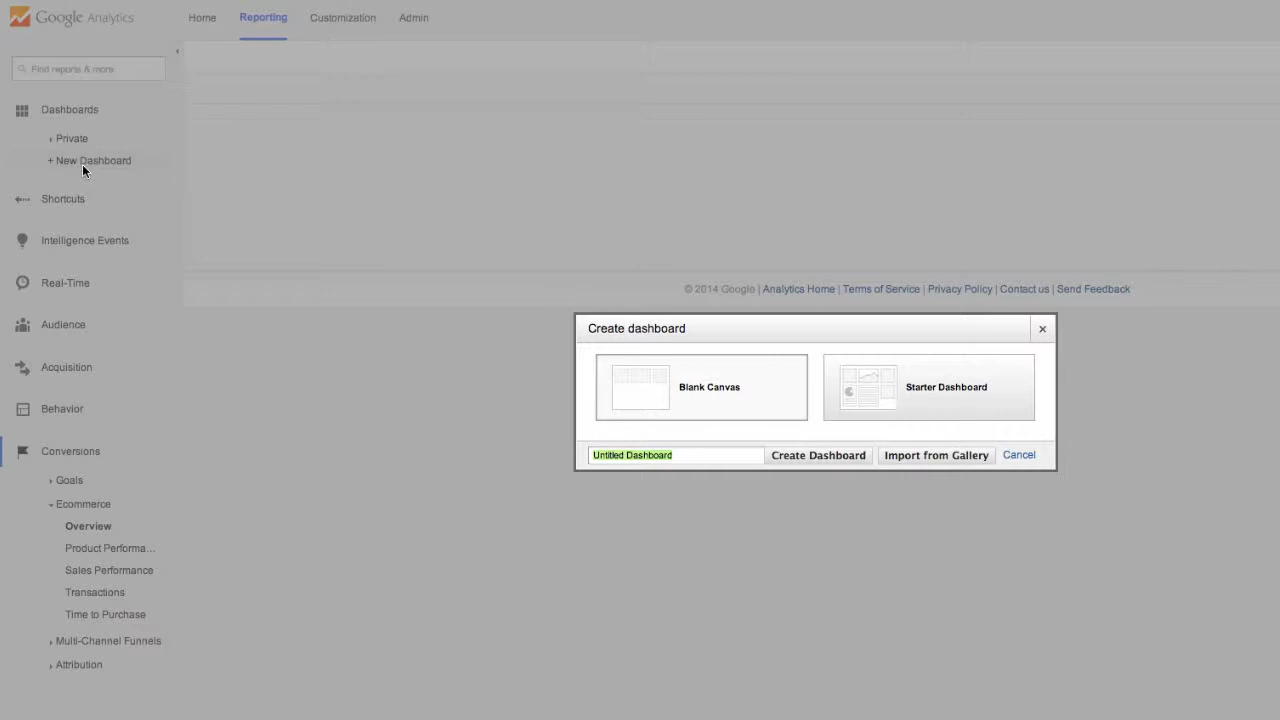 Google Analytics
Home
Reporting
Customization
Admin
Find reports & more
Dashboards
Private
+ New Dashboard
Shortcuts
Intelligence Events
Real-Time
Audience
Acquisition
Behavior
Conversions
Goals
Ecommerce
Overview
Product Performa...
Sales Performance
Transactions
Time to Purchase
Multi-Channel Funnels
Attribution
© 2014 Google | Analytics Home | Terms of Service | Privacy Policy | Contact us | Send Feedback
Create dashboard
Blank Canvas
Starter Dashboard
Untitled Dashboard
Create Dashboard
Import from Gallery
Cancel